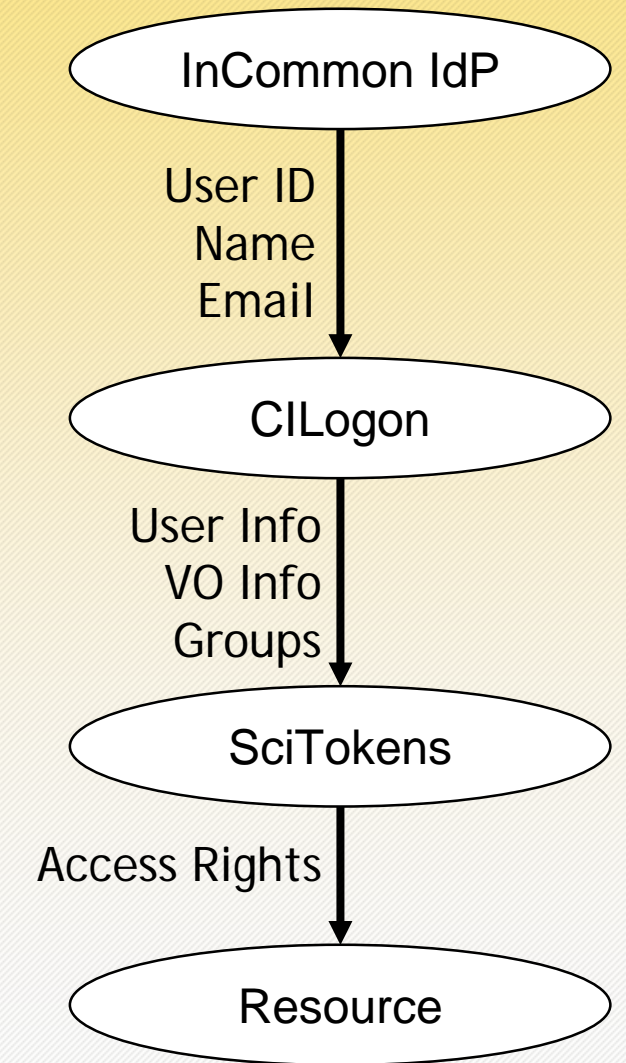 InCommon IdP
User ID
Name
Email
CILogon
User Info
VO Info
Groups
SciTokens
Access Rights
Resource